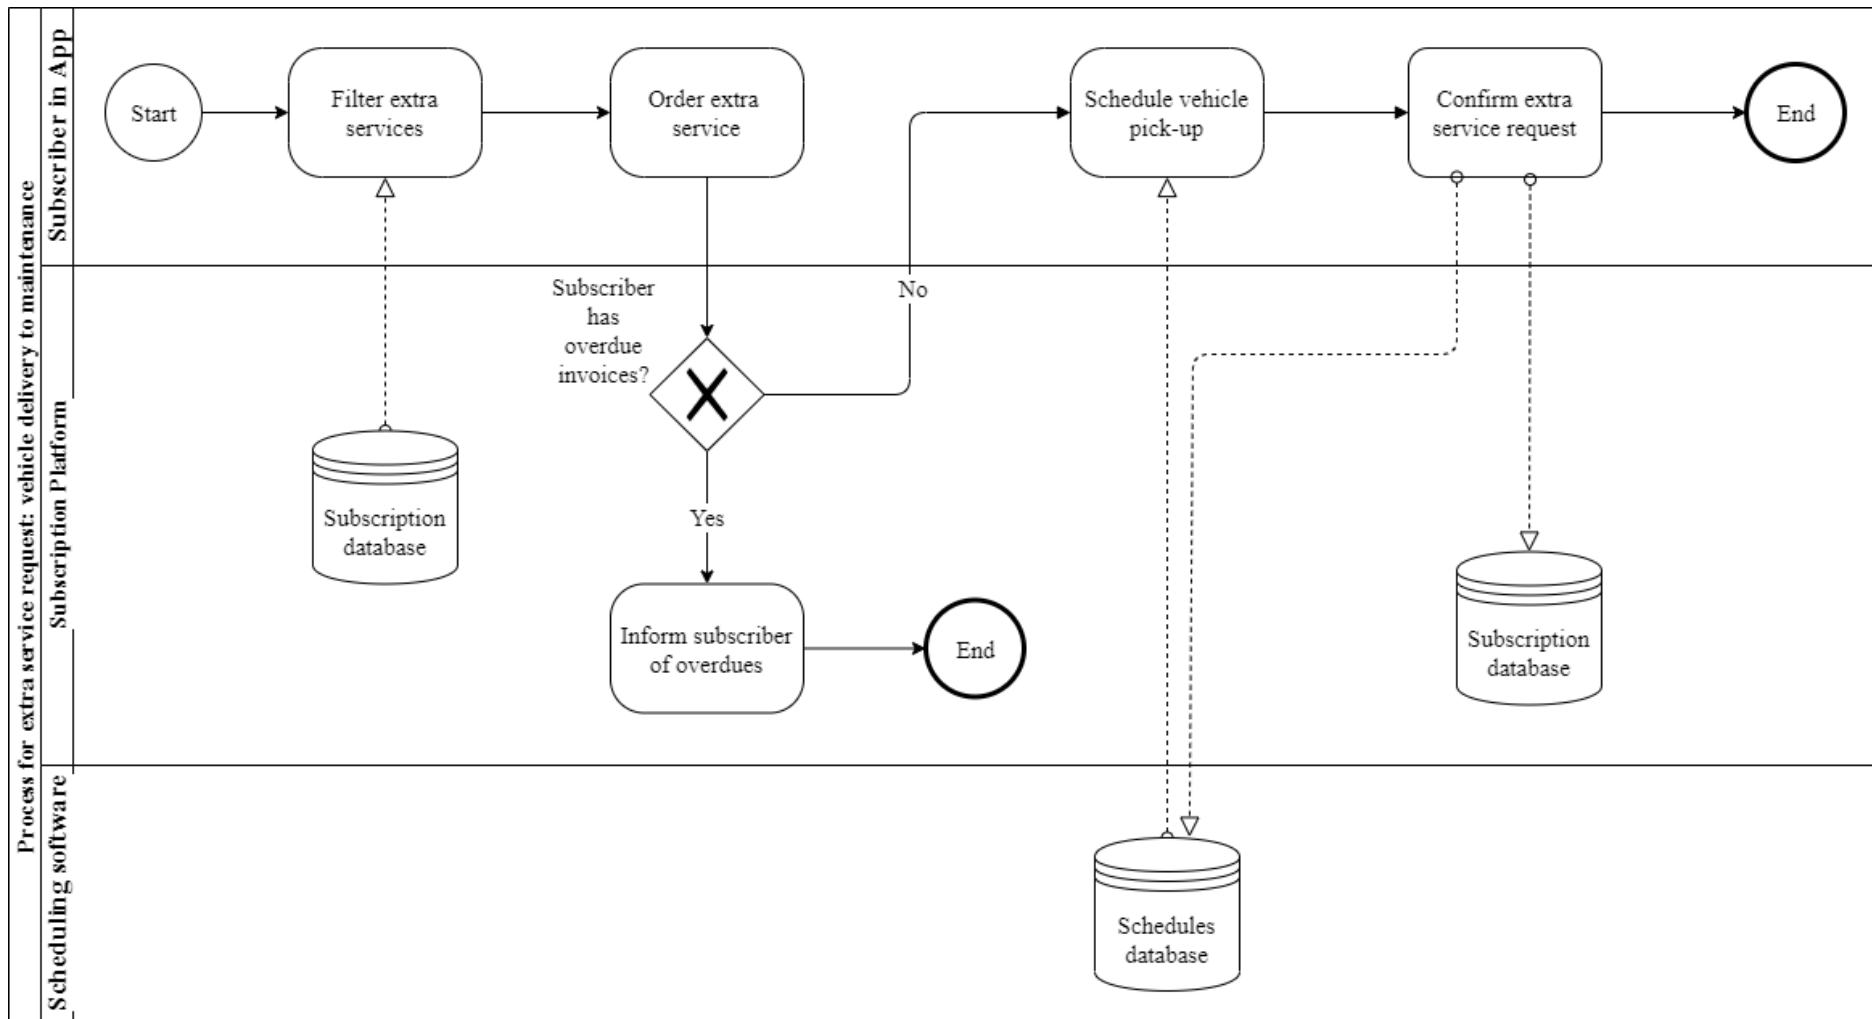 Process for extra service request: vehicle delivery to maintenance
Subscriber in App
Start
Filter extra
services
Order extra
service
Schedule vehicle
pick-up
Confirm extra
service request
End
Subscription Platform
Subscriber
has
overdue
invoices?
No
Subscription
database
Yes
Inform subscriber
of overdues
End
Subscription
database
Scheduling software
Schedules
database